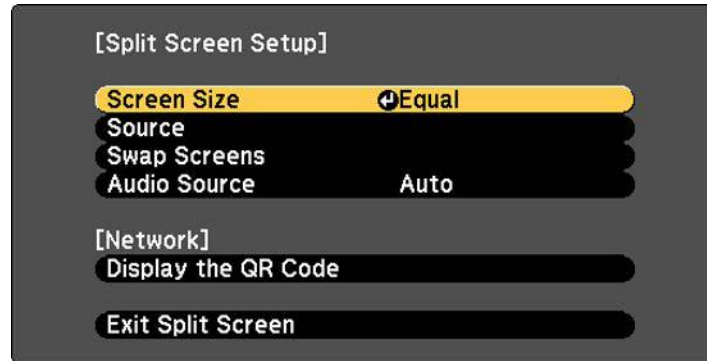 [Split Screen Setup]
Screen Size Equal
Source
Swap Screens
Audio Source Auto
[Network]
Display the QR Code
Exit Split Screen